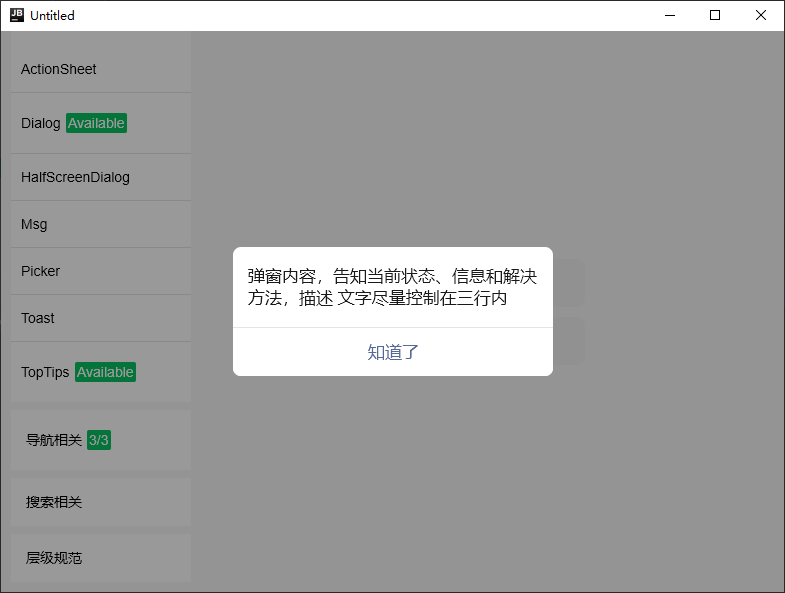 JB
Untitled
ActionSheet
Dialog Available
HalfScreenDialog
Msg
Picker
Toast
TopTips Available
导航相关 3/3
搜索相关
层级规范
弹窗内容，告知当前状态、信息和解决
方法，描述 文字尽量控制在三行内
知道了